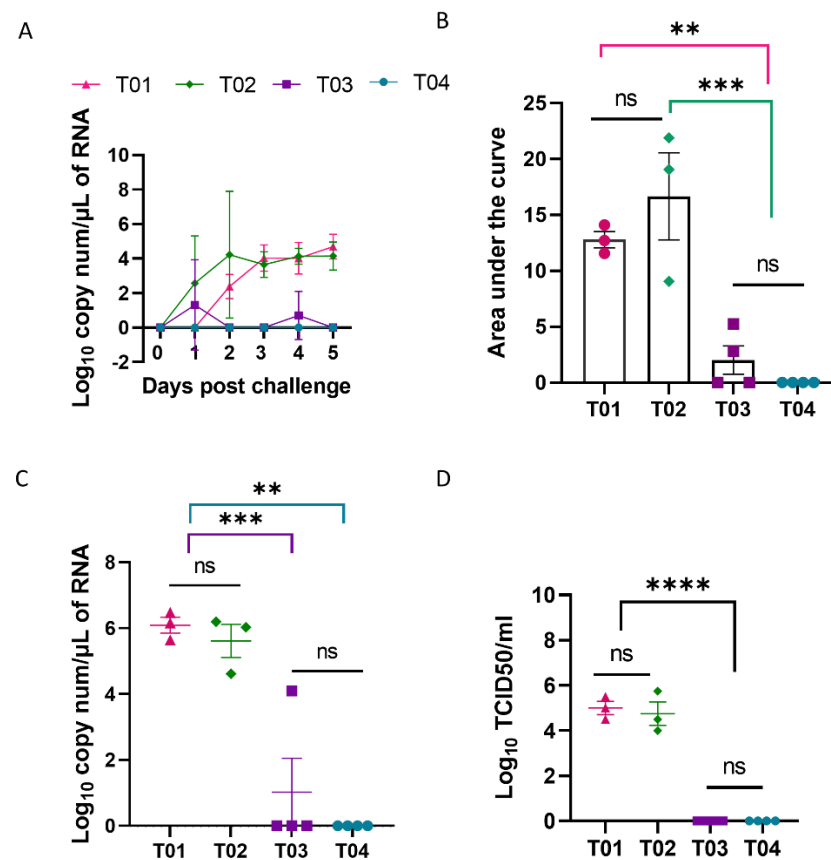 A
T01 T02 T03 T04
Log10 copy num/µL of RNA
10
8
6
4
2
0
-2
0 1 2 3 4 5
Days post challenge
B
**
***
ns
ns
Area under the curve
25
20
15
10
5
0
T01 T02 T03 T04
C
**
***
ns
ns
Log10 copy num/µL of RNA
8
6
4
2
0
T01 T02 T03 T04
D
****
ns
ns
Log10 TCID50/ml
10
8
6
4
2
0
T01 T02 T03 T04